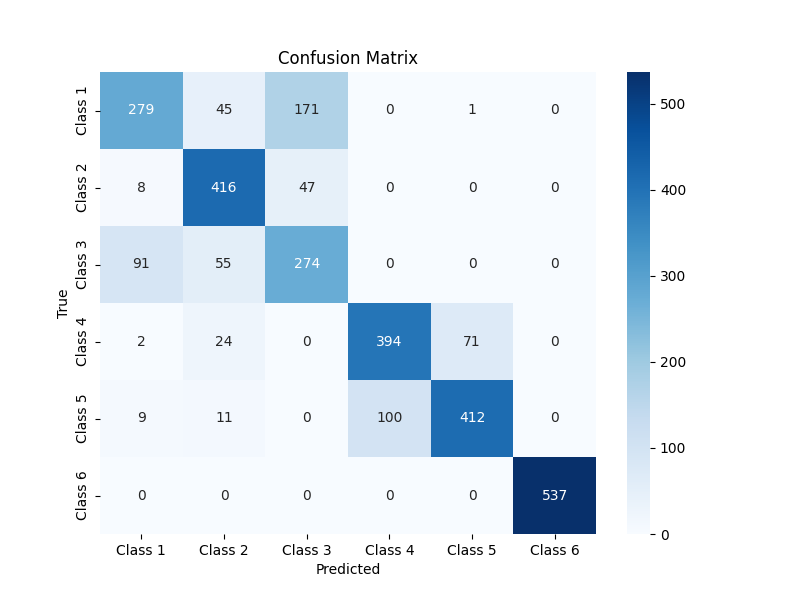 Confusion Matrix
Class 1 279 45 171 0 1 0
Class 2 8 416 47 0 0 0
Class 3 91 55 274 0 0 0
Class 4 2 24 0 394 71 0
Class 5 9 11 0 100 412 0
Class 6 0 0 0 0 0 537
True
Class 1 Class 2 Class 3 Class 4 Class 5 Class 6
Predicted
500
400
300
200
100
0